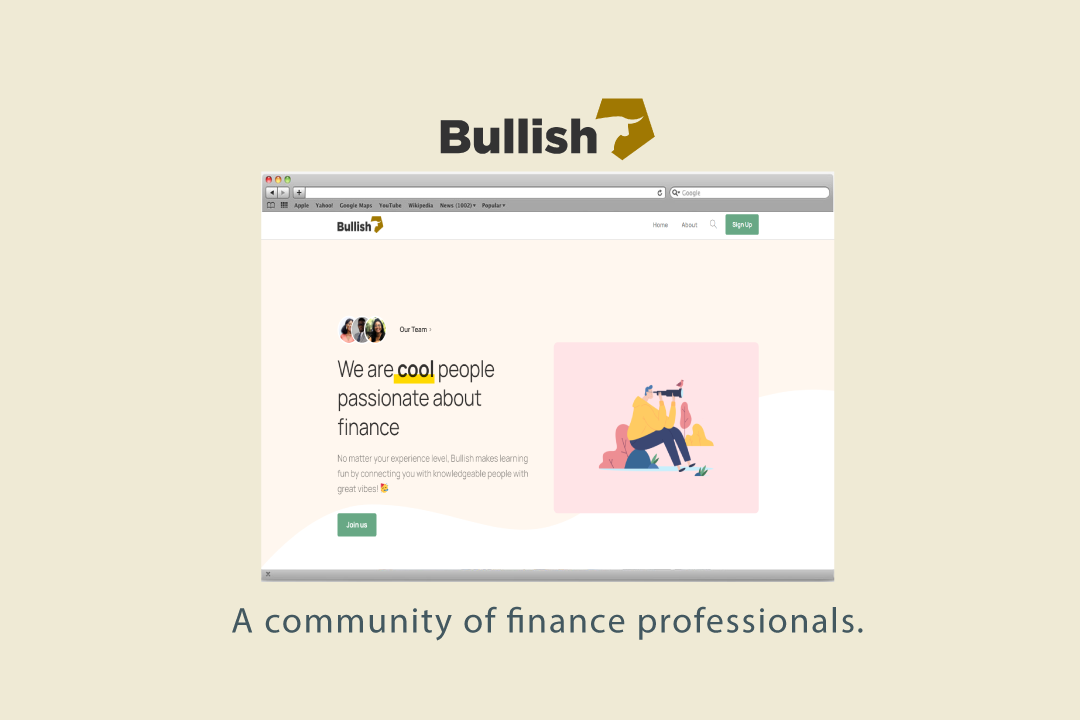 Bullish
Apple Yahoo! Google Maps YouTube Wikipedia News (1002)▾ Popular▾
Google
Bullish
Home About Sign Up
Our Team ›
We are cool people
passionate about
finance
No matter your experience level, Bullish makes learning
fun by connecting you with knowledgeable people with
great vibes! 🎊
Join us
A community of finance professionals.